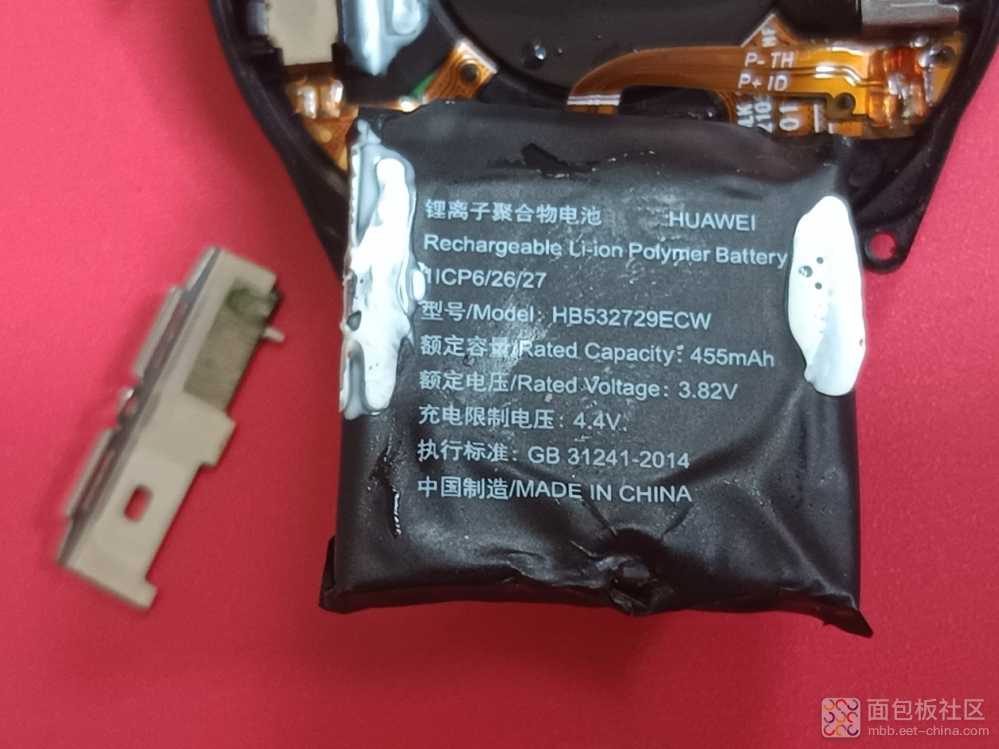 P- TH
P+ ID
01
锂离子聚合物电池 HUAWEI
Rechargeable Li-ion Polymer Battery
1ICP6/26/27
型号/Model: HB532729ECW
额定容量/Rated Capacity: 455mAh
额定电压/Rated Voltage: 3.82V
充电限制电压: 4.4V
执行标准: GB 31241-2014
中国制造/MADE IN CHINA
面包板社区
mbb.eet-china.com